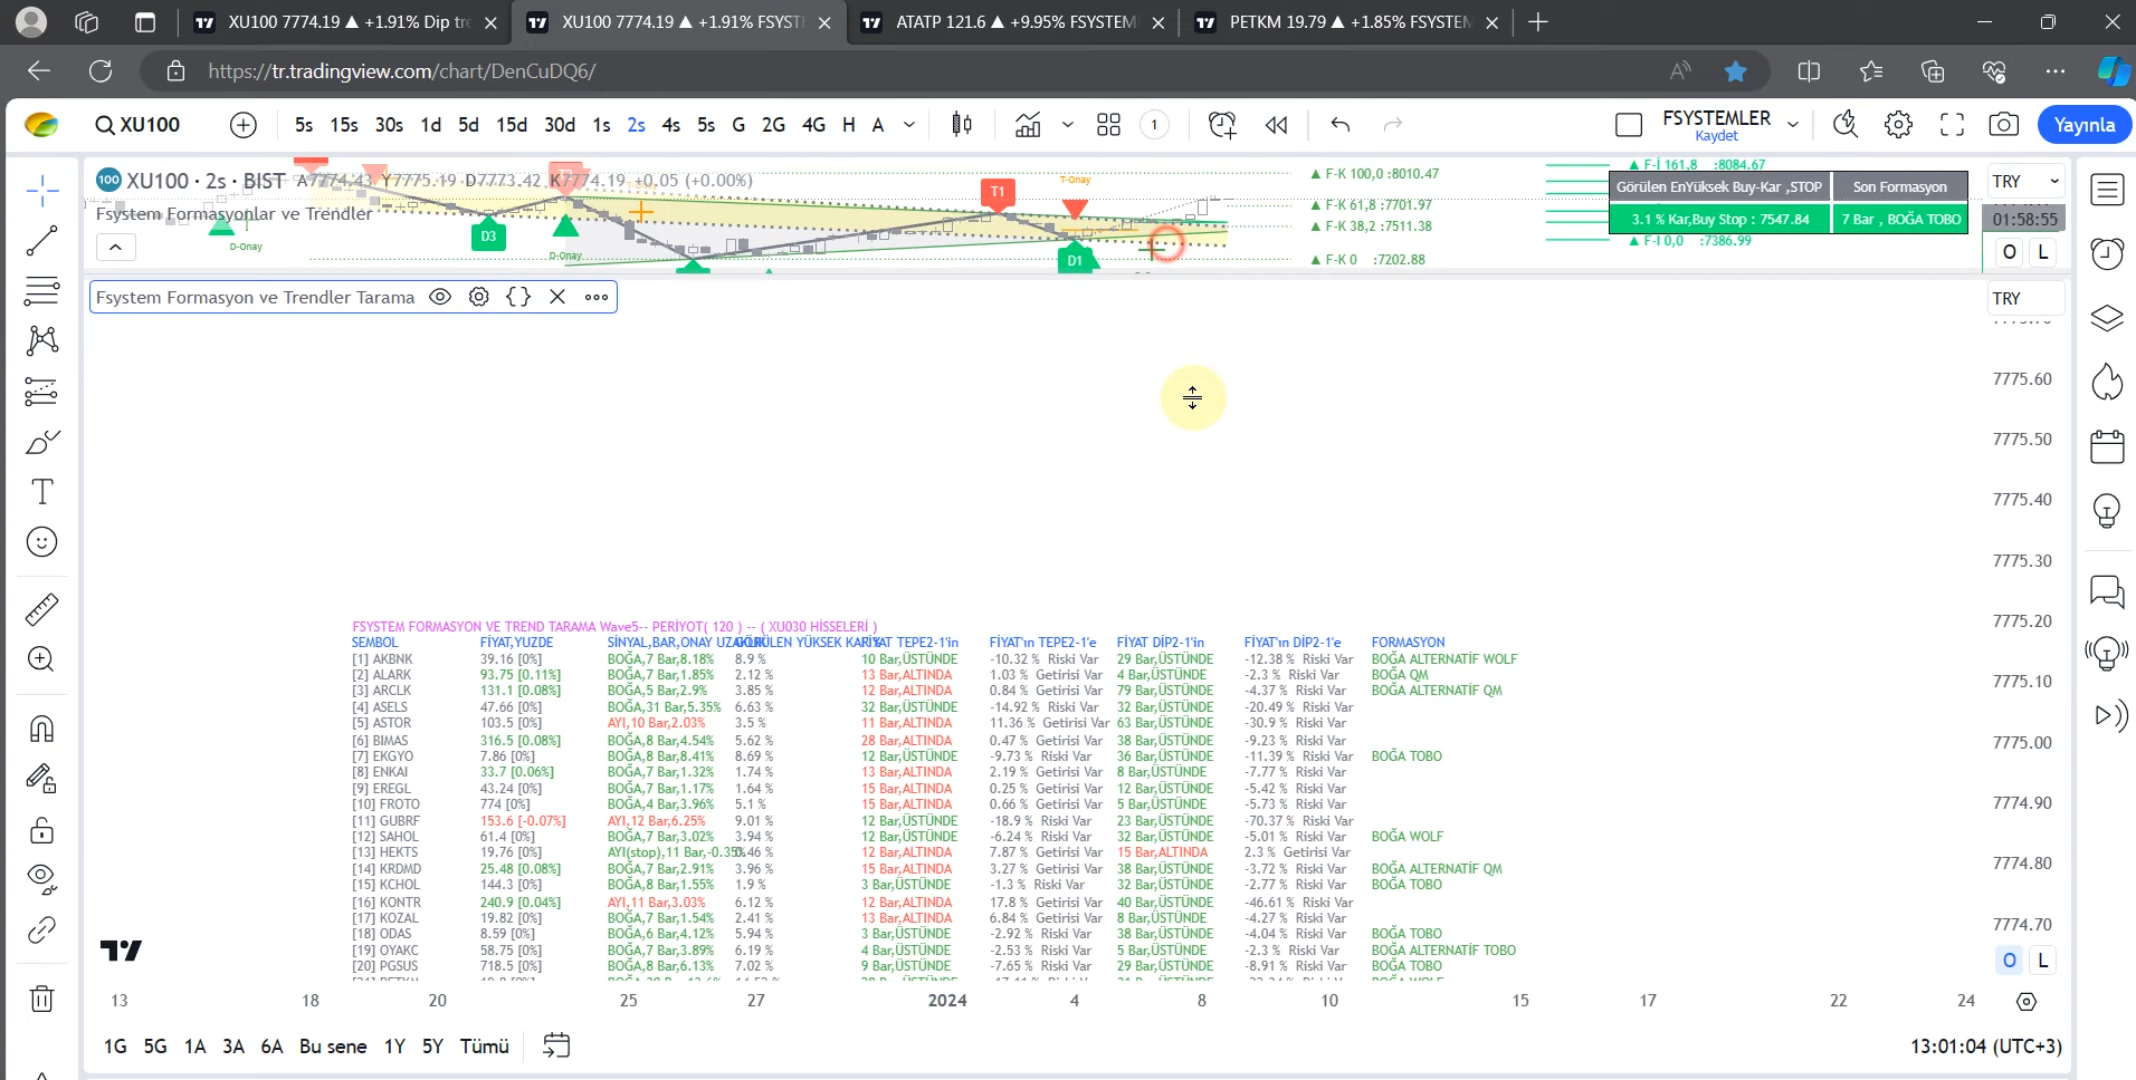 XU100 7774.19 ▲ +1.91% Dip tre
XU100 7774.19 ▲ +1.91% FSYSTE
ATATP 121.6 ▲ +9.95% FSYSTEM
PETKM 19.79 ▲ +1.85% FSYSTEM
https://tr.tradingview.com/chart/DenCuDQ6/
XU100 5s 15s 30s 1d 5d 15d 30d 1s 2s 4s 5s G 2G 4G H A 1 FSYSTEMLER Kaydet Yayınla
100 XU100 · 2s · BIST A7774.43 Y7775.19 D7773.42 K7774.19 +0.05 (+0.00%)
Fsystem Formasyonlar ve Trendler
D-Onay
D3
D-Onay
T1
T-Onay
D1
▲ F-K 100,0 :8010.47
▲ F-K 61,8 :7701.97
▲ F-K 38,2 :7511.38
▲ F-K 0 :7202.88
▲ F-İ 161,8 :8084.67
Görülen EnYüksek Buy-Kar ,STOP Son Formasyon
3.1 % Kar,Buy Stop : 7547.84 7 Bar , BOĞA TOBO
▲ F-İ 0,0 :7386.99
TRY
01:58:55
O L
Fsystem Formasyon ve Trendler Tarama
TRY
7775.60
7775.50
7775.40
7775.30
7775.20
7775.10
7775.00
7774.90
7774.80
7774.70
O L
FSYSTEM FORMASYON VE TREND TARAMA Wave5-- PERİYOT( 120 ) -- ( XU030 HİSSELERİ )
SEMBOL FİYAT,YUZDE SİNYAL,BAR,ONAY GÖRÜLEN YÜKSEK FİYAT TEPE2-1'in FİYAT'ın TEPE2-1'e FİYAT DİP2-1'in FİYAT'ın DİP2-1'e FORMASYON
[1] AKBNK 39.16 [0%] BOĞA,7 Bar,8.18% 8.9 % 10 Bar,ÜSTÜNDE -10.32 % Riski Var 29 Bar,ÜSTÜNDE -12.38 % Riski Var BOĞA ALTERNATİF WOLF
[2] ALARK 93.75 [0.11%] BOĞA,7 Bar,1.85% 2.12 % 13 Bar,ALTINDA 1.03 % Getirisi Var 4 Bar,ÜSTÜNDE -2.3 % Riski Var BOĞA QM
[3] ARCLK 131.1 [0.08%] BOĞA,5 Bar,2.9% 3.85 % 12 Bar,ALTINDA 0.84 % Getirisi Var 79 Bar,ÜSTÜNDE -4.37 % Riski Var BOĞA ALTERNATİF QM
[4] ASELS 47.66 [0%] BOĞA,31 Bar,5.35% 6.63 % 32 Bar,ÜSTÜNDE -14.92 % Riski Var 32 Bar,ÜSTÜNDE -20.49 % Riski Var
[5] ASTOR 103.5 [0%] AYI,10 Bar,2.03% 3.5 % 11 Bar,ALTINDA 11.36 % Getirisi Var 63 Bar,ÜSTÜNDE -30.9 % Riski Var
[6] BIMAS 316.5 [0.08%] BOĞA,8 Bar,4.54% 5.62 % 28 Bar,ALTINDA 0.47 % Getirisi Var 38 Bar,ÜSTÜNDE -9.23 % Riski Var
[7] EKGYO 7.86 [0%] BOĞA,8 Bar,8.41% 8.69 % 12 Bar,ÜSTÜNDE -9.73 % Riski Var 36 Bar,ÜSTÜNDE -11.39 % Riski Var BOĞA TOBO
[8] ENKAI 33.7 [0.06%] BOĞA,7 Bar,1.32% 1.74 % 13 Bar,ALTINDA 2.19 % Getirisi Var 8 Bar,ÜSTÜNDE -7.77 % Riski Var
[9] EREGL 43.24 [0%] BOĞA,7 Bar,1.17% 1.64 % 15 Bar,ALTINDA 0.25 % Getirisi Var 12 Bar,ÜSTÜNDE -5.42 % Riski Var
[10] FROTO 774 [0%] BOĞA,4 Bar,3.96% 5.1 % 15 Bar,ALTINDA 0.66 % Getirisi Var 5 Bar,ÜSTÜNDE -5.73 % Riski Var
[11] GUBRF 153.6 [-0.07%] AYI,12 Bar,6.25% 9.01 % 12 Bar,ÜSTÜNDE -18.9 % Riski Var 23 Bar,ÜSTÜNDE -70.37 % Riski Var
[12] SAHOL 61.4 [0%] BOĞA,7 Bar,3.02% 3.94 % 12 Bar,ÜSTÜNDE -6.24 % Riski Var 32 Bar,ÜSTÜNDE -5.01 % Riski Var BOĞA WOLF
[13] HEKTS 19.76 [0%] AYI(stop),11 Bar,-0.35% 12 Bar,ALTINDA 7.87 % Getirisi Var 15 Bar,ALTINDA 2.3 % Getirisi Var
[14] KRDMD 25.48 [0.08%] BOĞA,7 Bar,2.91% 3.96 % 15 Bar,ALTINDA 3.27 % Getirisi Var 38 Bar,ÜSTÜNDE -3.72 % Riski Var BOĞA ALTERNATİF QM
[15] KCHOL 144.3 [0%] BOĞA,8 Bar,1.55% 1.9 % 3 Bar,ÜSTÜNDE -1.3 % Riski Var 32 Bar,ÜSTÜNDE -2.77 % Riski Var BOĞA TOBO
[16] KONTR 240.9 [0.04%] AYI,11 Bar,3.03% 6.12 % 12 Bar,ALTINDA 17.8 % Getirisi Var 40 Bar,ÜSTÜNDE -46.61 % Riski Var
[17] KOZAL 19.82 [0%] BOĞA,7 Bar,1.54% 2.41 % 13 Bar,ALTINDA 6.84 % Getirisi Var 8 Bar,ÜSTÜNDE -4.27 % Riski Var
[18] ODAS 8.59 [0%] BOĞA,6 Bar,4.12% 5.94 % 3 Bar,ÜSTÜNDE -2.92 % Riski Var 38 Bar,ÜSTÜNDE -4.04 % Riski Var BOĞA TOBO
[19] OYAKC 58.75 [0%] BOĞA,7 Bar,3.89% 6.19 % 4 Bar,ÜSTÜNDE -2.53 % Riski Var 5 Bar,ÜSTÜNDE -2.3 % Riski Var BOĞA ALTERNATİF TOBO
[20] PGSUS 718.5 [0%] BOĞA,8 Bar,6.13% 7.02 % 9 Bar,ÜSTÜNDE -7.65 % Riski Var 29 Bar,ÜSTÜNDE -8.91 % Riski Var BOĞA TOBO
13 18 20 25 27 2024 4 8 10 15 17 22 24
1G 5G 1A 3A 6A Bu sene 1Y 5Y Tümü
13:01:04 (UTC+3)